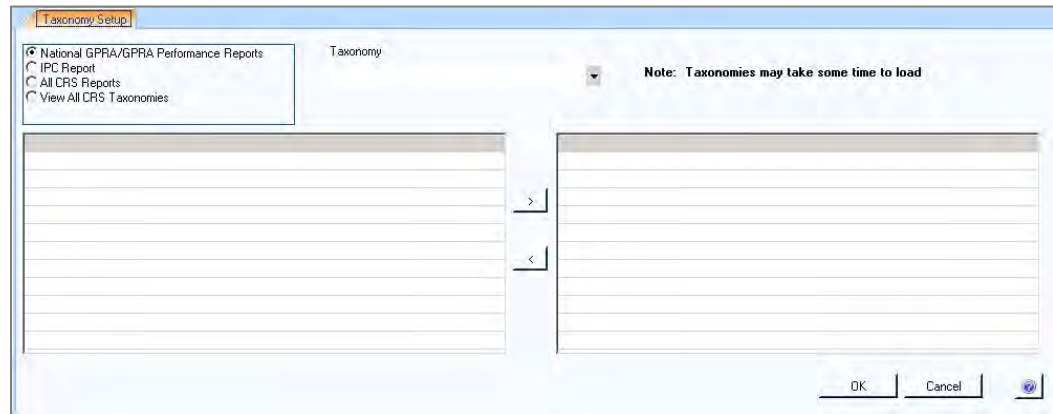 Taxonomy Setup
National GPRA/GPRA Performance Reports
IPC Report
All CRS Reports
View All CRS Taxonomies
Taxonomy
Note: Taxonomies may take some time to load
>
<
OK
Cancel
?